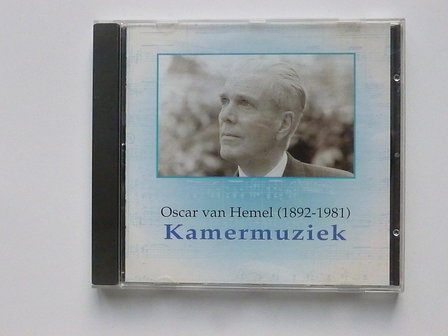 Oscar van Hemel (1892-1981)
Kamermuziek